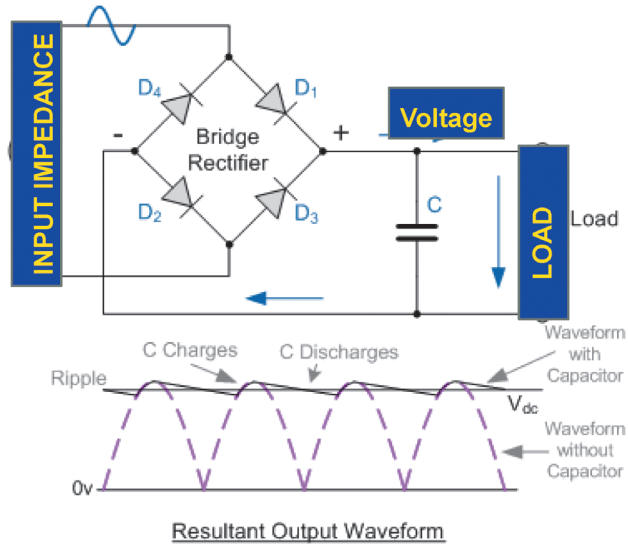 INPUT IMPEDANCE
D₄
D₁
-
Bridge
Rectifier
+
Voltage
D₂
D₃
C
LOAD
Load
C Charges
C Discharges
Waveform
with
Capacitor
Ripple
Vdc
Waveform
without
Capacitor
0v
Resultant Output Waveform